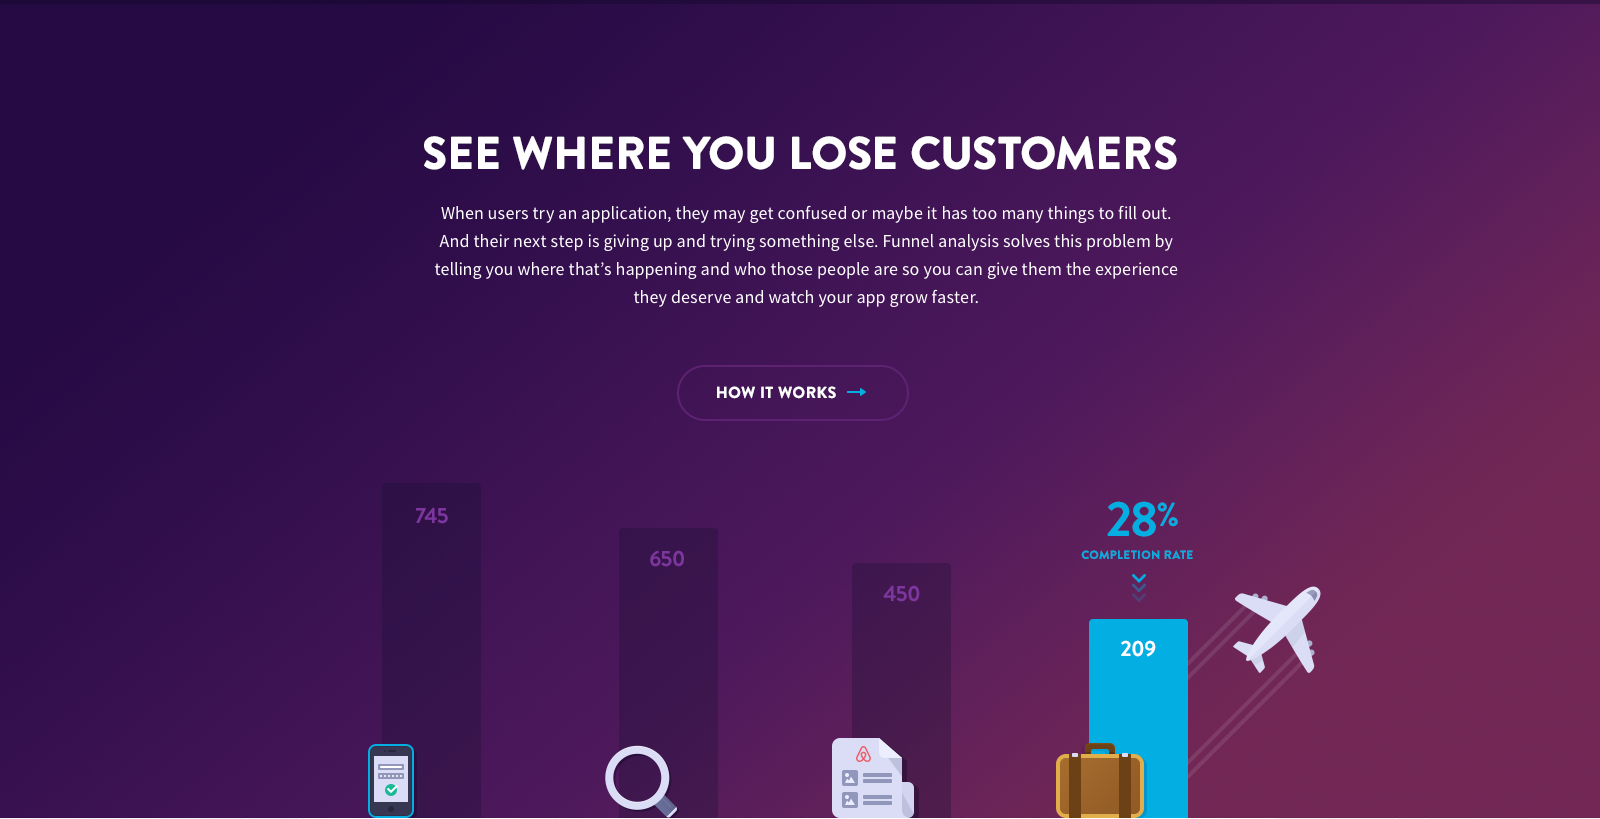 SEE WHERE YOU LOSE CUSTOMERS
When users try an application, they may get confused or maybe it has too many things to fill out.
And their next step is giving up and trying something else. Funnel analysis solves this problem by
telling you where that’s happening and who those people are so you can give them the experience
they deserve and watch your app grow faster.
HOW IT WORKS
745
650
450
28%
COMPLETION RATE
209